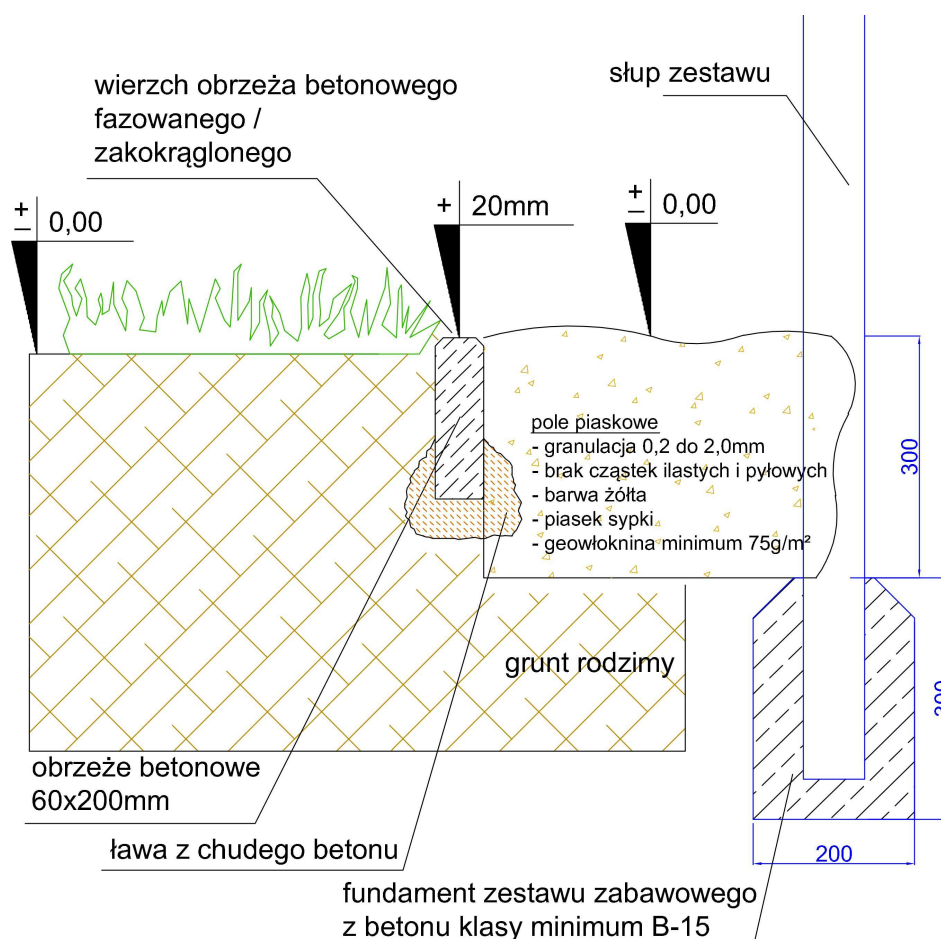 wierzch obrzeża betonowego
fazowanego /
zakokrąglonego
słup zestawu
± 0,00
+ 20mm
± 0,00
pole piaskowe
- granulacja 0,2 do 2,0mm
- brak cząstek ilastych i pyłowych
- barwa żółta
- piasek sypki
- geowłoknina minimum 75g/m²
300
grunt rodzimy
obrzeże betonowe
60x200mm
ława z chudego betonu
200
fundament zestawu zabawowego
z betonu klasy minimum B-15